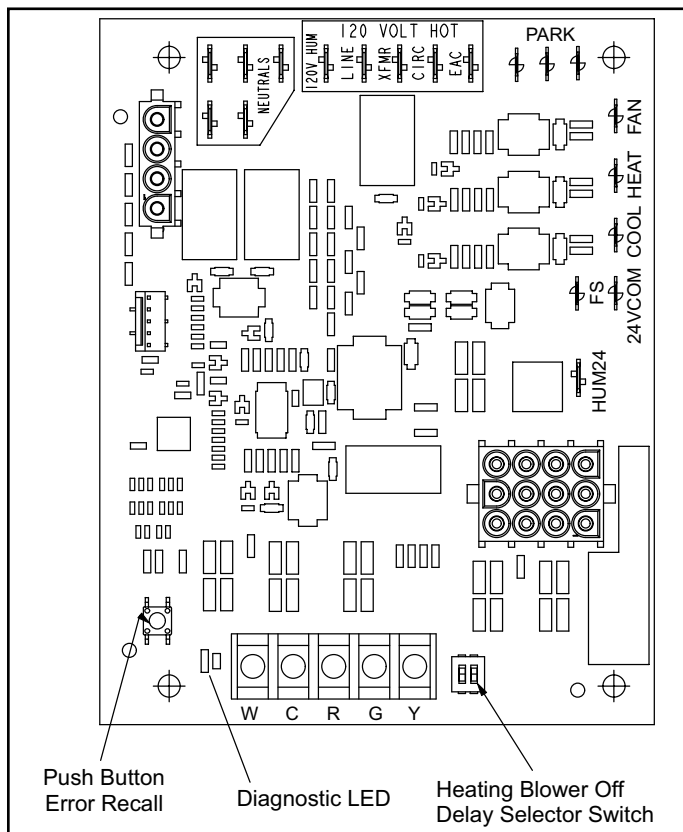 120 VOLT HOT
PARK
120V HUM
LINE
XFMR
CIRC
EAC
NEUTRALS
FAN
HEAT
COOL
FS
24VCOM
HUM24
W C R G Y
Push Button
Error Recall
Diagnostic LED
Heating Blower Off
Delay Selector Switch